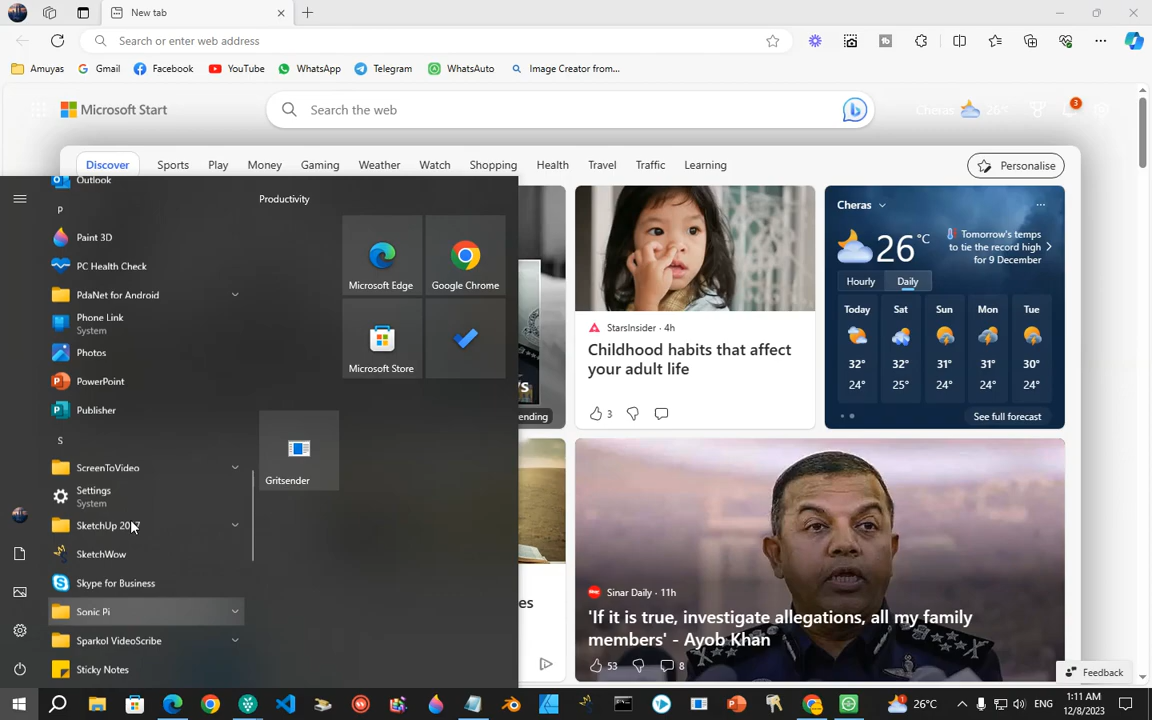 New tab
Search or enter web address
Amuyas
Gmail
Facebook
YouTube
WhatsApp
Telegram
WhatsAuto
Image Creator from...
Microsoft Start
Search the web
Cheras
26°C
3
Discover
Sports
Play
Money
Gaming
Weather
Watch
Shopping
Health
Travel
Traffic
Learning
Personalise
Outlook
P
Paint 3D
PC Health Check
PdaNet for Android
Phone Link
System
Photos
PowerPoint
Publisher
S
ScreenToVideo
Settings
System
SketchUp 2017
SketchWow
Skype for Business
Sonic Pi
Sparkol VideoScribe
Sticky Notes
Productivity
Microsoft Edge
Google Chrome
Microsoft Store
Gritsender
StarsInsider · 4h
Childhood habits that affect
your adult life
3
Cheras
26 °C
Tomorrow's temps
to tie the record high
for 9 December
Hourly
Daily
Today
Sat
Sun
Mon
Tue
32°
32°
31°
31°
30°
24°
25°
24°
24°
24°
See full forecast
Sinar Daily · 11h
'If it is true, investigate allegations, all my family
members' - Ayob Khan
53
8
Feedback
26°C
ENG
1:11 AM
12/8/2023